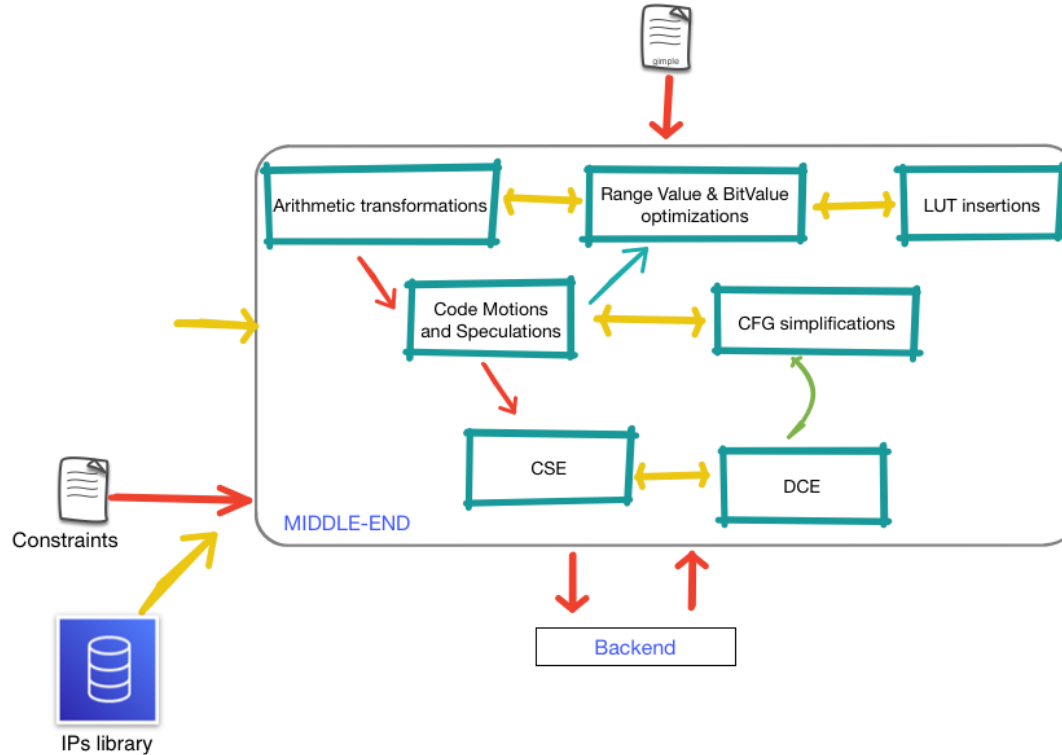 gimple
Arithmetic transformations
Range Value & BitValue
optimizations
LUT insertions
Code Motions
and Speculations
CFG simplifications
CSE
DCE
MIDDLE-END
Constraints
Backend
IPs library